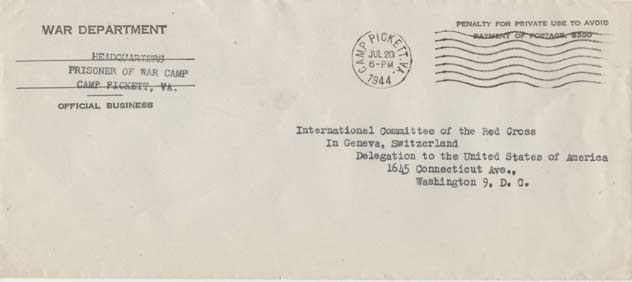 WAR DEPARTMENT
HEADQUARTERS
PRISONER OF WAR CAMP
CAMP PICKETT, VA.
OFFICIAL BUSINESS
CAMP PICKETT, VA.
JUL 20
6-PM
1944
PENALTY FOR PRIVATE USE TO AVOID
PAYMENT OF POSTAGE, $300
International Committee of the Red Cross
In Geneva, Switzerland
Delegation to the United States of America
1645 Connecticut Ave.,
Washington 9, D. C.